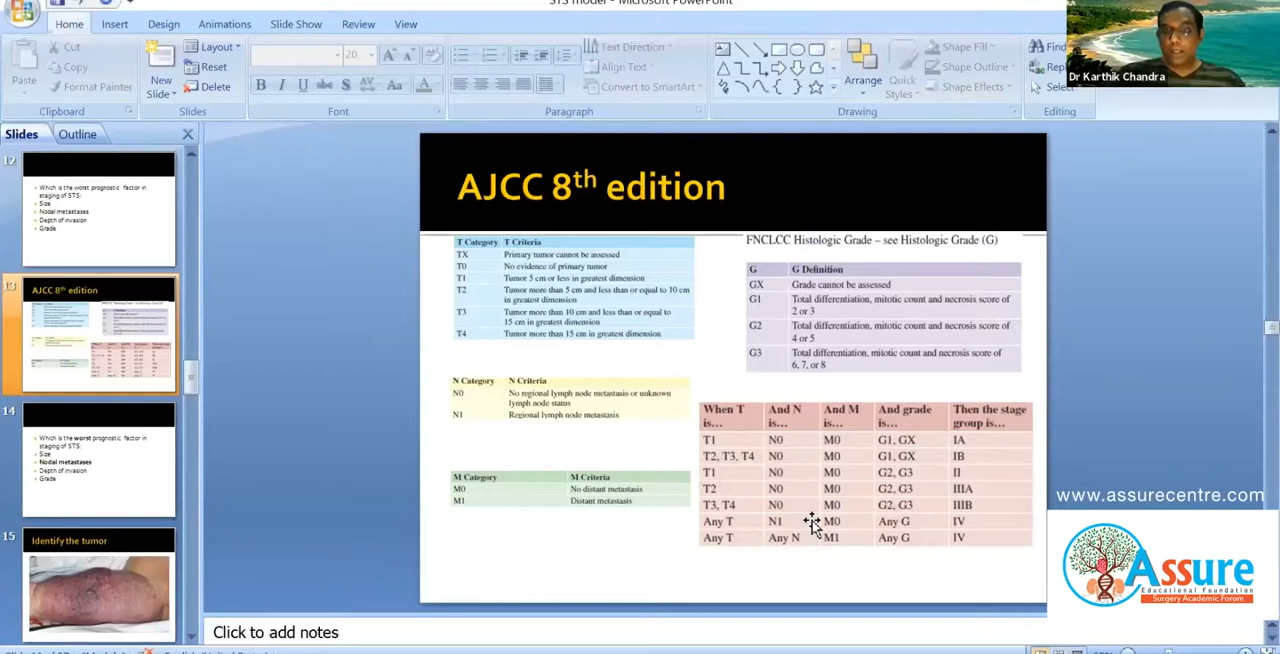 STS model - Microsoft PowerPoint
Home Insert Design Animations Slide Show Review View
Cut
Copy
Format Painter
Paste
Clipboard
New
Slide
Layout
Reset
Delete
Slides
20
B I U abc S AV Aa A
Font
Text Direction
Align Text
Convert to SmartArt
Paragraph
Arrange
Quick
Styles
Shape Fill
Shape Outline
Shape Effects
Drawing
Find
Editing
Dr Karthik Chandra
Slides Outline
12
Which is the worst prognostic factor in
staging of STS:
Size
Nodal metastases
Depth of invasion
Grade
13
AJCC 8th edition
14
Which is the worst prognostic factor in
staging of STS:
Size
Nodal metastases
Depth of invasion
Grade
15
Identify the tumor
AJCC 8th edition
T Category T Criteria
TX Primary tumor cannot be assessed
T0 No evidence of primary tumor
T1 Tumor 5 cm or less in greatest dimension
T2 Tumor more than 5 cm and less than or equal to 10 cm
in greatest dimension
T3 Tumor more than 10 cm and less than or equal to
15 cm in greatest dimension
T4 Tumor more than 15 cm in greatest dimension
N Category N Criteria
N0 No regional lymph node metastasis or unknown
lymph node status
N1 Regional lymph node metastasis
M Category M Criteria
M0 No distant metastasis
M1 Distant metastasis
FNCLCC Histologic Grade – see Histologic Grade (G)
G G Definition
GX Grade cannot be assessed
G1 Total differentiation, mitotic count and necrosis score of
2 or 3
G2 Total differentiation, mitotic count and necrosis score of
4 or 5
G3 Total differentiation, mitotic count and necrosis score of
6, 7, or 8
When T And N And M And grade Then the stage
is… is… is… is… group is…
T1 N0 M0 G1, GX IA
T2, T3, T4 N0 M0 G1, GX IB
T1 N0 M0 G2, G3 II
T2 N0 M0 G2, G3 IIIA
T3, T4 N0 M0 G2, G3 IIIB
Any T N1 M0 Any G IV
Any T Any N M1 Any G IV
www.assurecentre.com
Assure
Educational Foundation
Surgery Academic Forum
Click to add notes